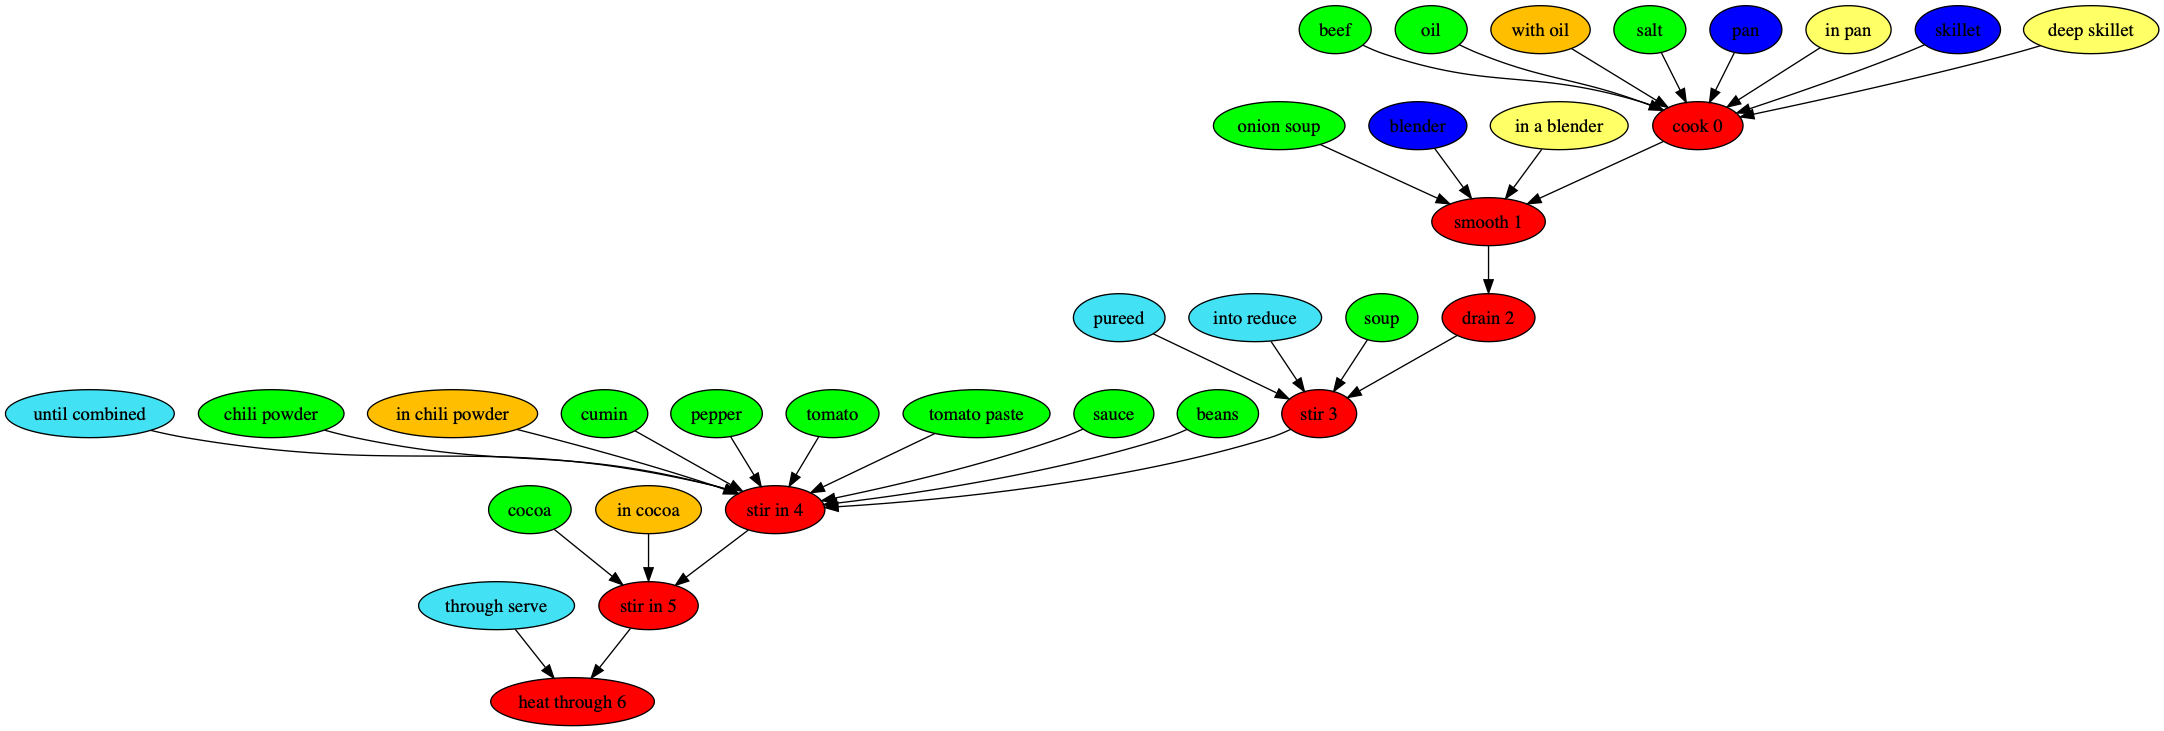 beef
oil
with oil
salt
pan
in pan
skillet
deep skillet
onion soup
blender
in a blender
cook 0
smooth 1
pureed
into reduce
soup
drain 2
until combined
chili powder
in chili powder
cumin
pepper
tomato
tomato paste
sauce
beans
stir 3
cocoa
in cocoa
stir in 4
through serve
stir in 5
heat through 6